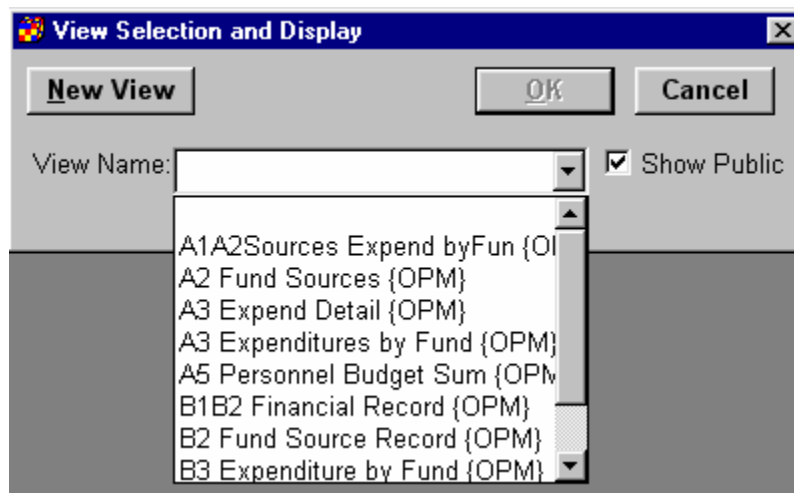 View Selection and Display
New View OK Cancel
View Name: Show Public
A1A2Sources Expend byFun {OI
A2 Fund Sources {OPM}
A3 Expend Detail {OPM}
A3 Expenditures by Fund {OPM}
A5 Personnel Budget Sum {OPM
B1B2 Financial Record {OPM}
B2 Fund Source Record {OPM}
B3 Expenditure by Fund {OPM}